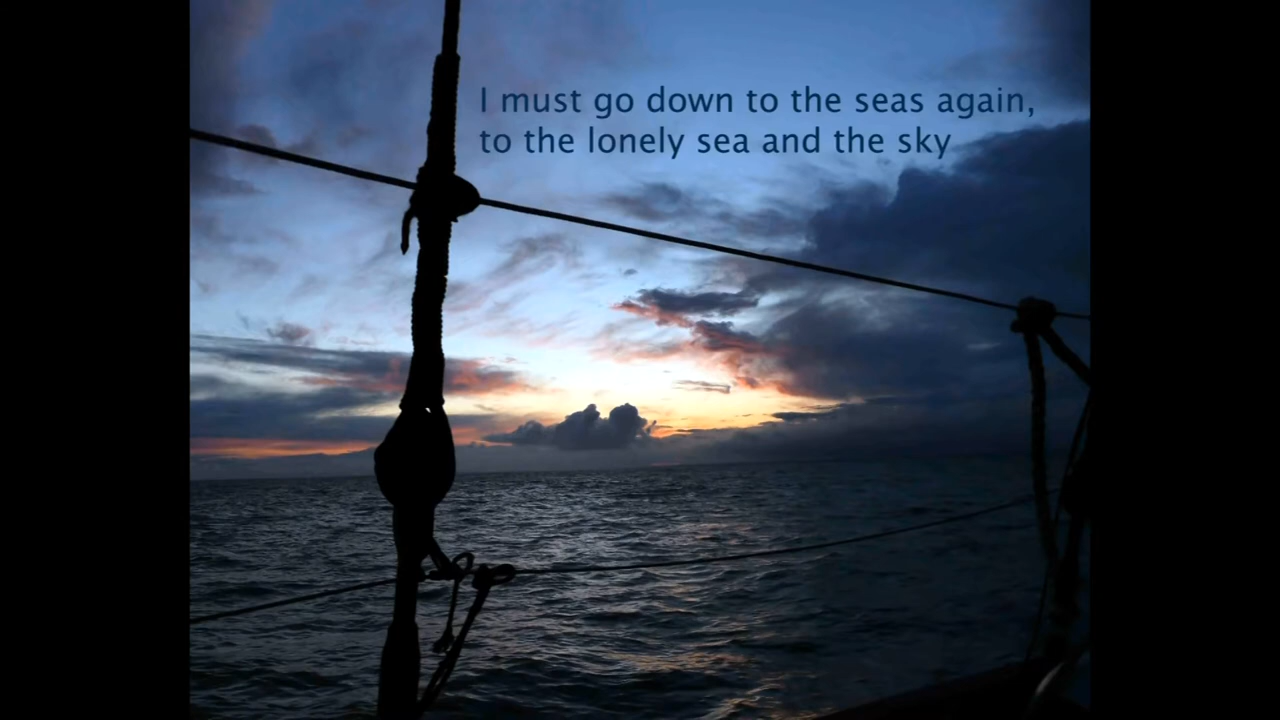 I must go down to the seas again,
to the lonely sea and the sky